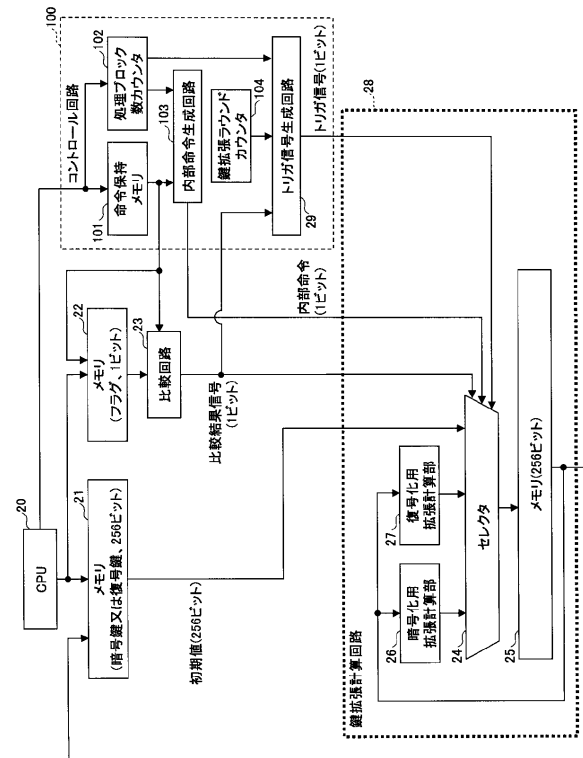 20
CPU
21
メモリ
(暗号鍵又は復号鍵、256ビット)
初期値(256ビット)
22
メモリ
(フラグ、1ビット)
23
比較回路
比較結果信号
(1ビット)
コントロール回路
100
101
命令保持
メモリ
102
処理ブロック
数カウンタ
103
内部命令生成回路
104
鍵拡張ラウンド
カウンタ
29
トリガ信号生成回路
トリガ信号(1ビット)
内部命令
(1ビット)
28
鍵拡張計算回路
26
暗号化用
拡張計算部
27
復号化用
拡張計算部
24
セレクタ
25
メモリ(256ビット)